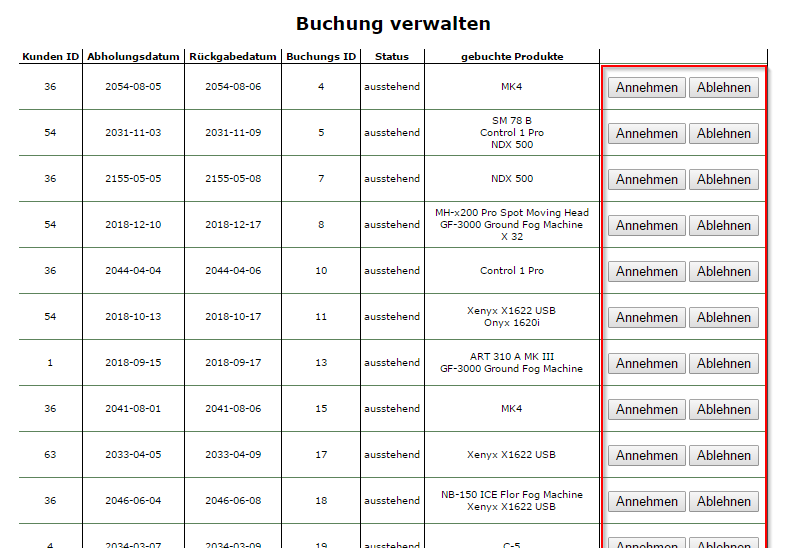 Buchung verwalten
Kunden ID Abholungsdatum Rückgabedatum Buchungs ID Status gebuchte Produkte
36 2054-08-05 2054-08-06 4 ausstehend MK4 Annehmen Ablehnen
SM 78 B
54 2031-11-03 2031-11-09 5 ausstehend Control 1 Pro Annehmen Ablehnen
NDX 500
36 2155-05-05 2155-05-08 7 ausstehend NDX 500 Annehmen Ablehnen
MH-x200 Pro Spot Moving Head
54 2018-12-10 2018-12-17 8 ausstehend GF-3000 Ground Fog Machine Annehmen Ablehnen
X 32
36 2044-04-04 2044-04-06 10 ausstehend Control 1 Pro Annehmen Ablehnen
Xenyx X1622 USB
54 2018-10-13 2018-10-17 11 ausstehend Annehmen Ablehnen
Onyx 1620i
ART 310 A MK III
1 2018-09-15 2018-09-17 13 ausstehend Annehmen Ablehnen
GF-3000 Ground Fog Machine
36 2041-08-01 2041-08-06 15 ausstehend MK4 Annehmen Ablehnen
63 2033-04-05 2033-04-09 17 ausstehend Xenyx X1622 USB Annehmen Ablehnen
NB-150 ICE Flor Fog Machine
36 2046-06-04 2046-06-08 18 ausstehend Annehmen Ablehnen
Xenyx X1622 USB
4 2034-03-07 2034-03-09 19 ausstehend C-5 Annehmen Ablehnen